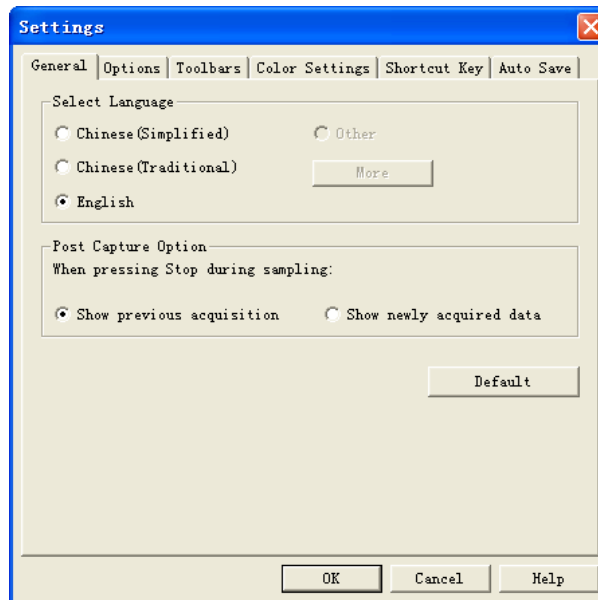 Settings
General Options Toolbars Color Settings Shortcut Key Auto Save
Select Language
Chinese(Simplified) Other
Chinese(Traditional) More
English
Post Capture Option
When pressing Stop during sampling:
Show previous acquisition Show newly acquired data
Default
OK Cancel Help